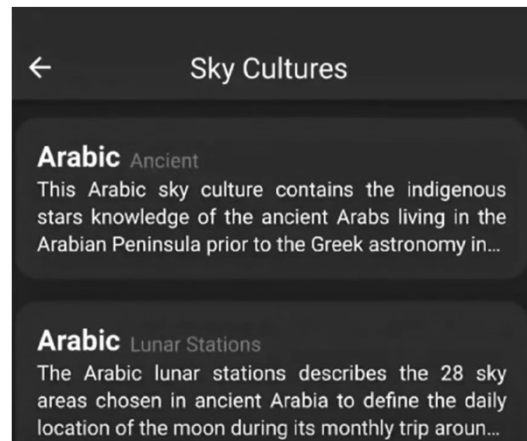 Sky Cultures
Arabic Ancient
This Arabic sky culture contains the indigenous
stars knowledge of the ancient Arabs living in the
Arabian Peninsula prior to the Greek astronomy in...
Arabic Lunar Stations
The Arabic lunar stations describes the 28 sky
areas chosen in ancient Arabia to define the daily
location of the moon during its monthly trip aroun...